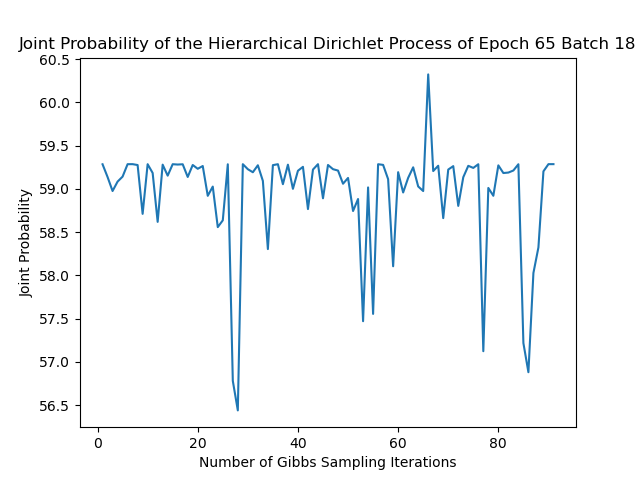 Joint Probability of the Hierarchical Dirichlet Process of Epoch 65 Batch 18
60.5
60.0
59.5
59.0
58.5
58.0
57.5
57.0
56.5
Joint Probability
0 20 40 60 80
Number of Gibbs Sampling Iterations